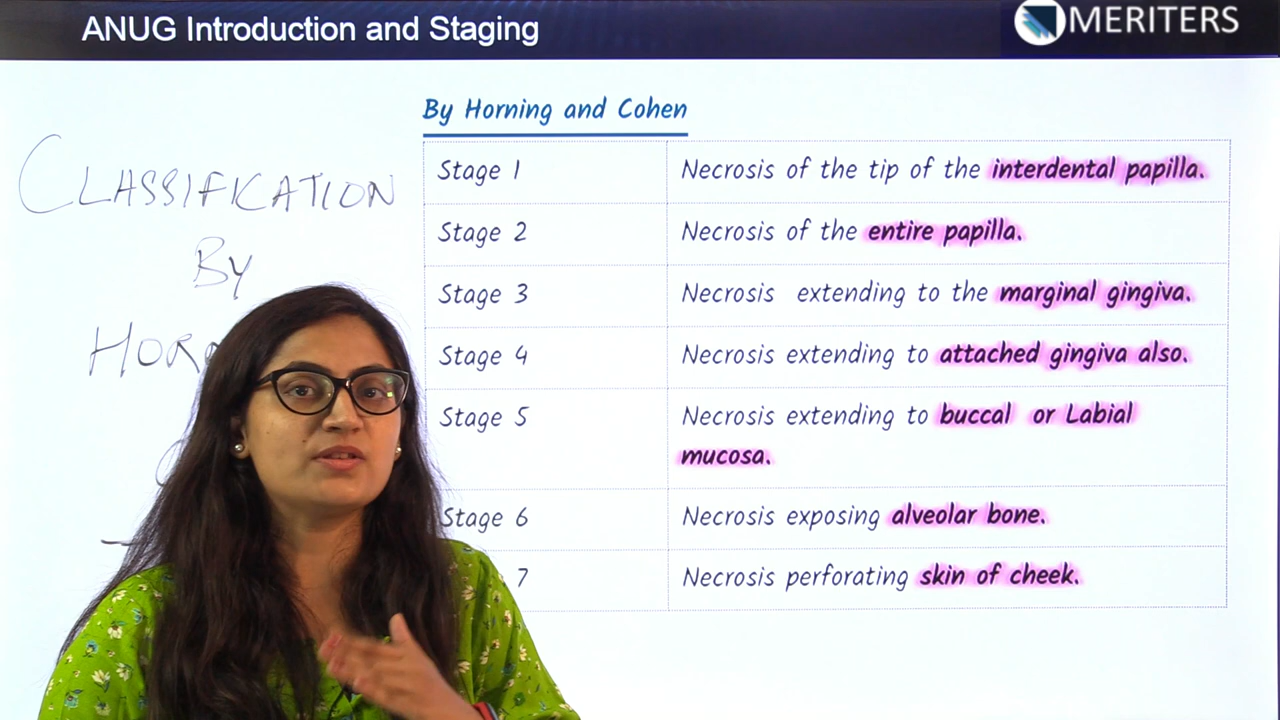 ANUG Introduction and Staging
MERITERS
By Horning and Cohen
CLASSIFICATION
By
Stage 1 Necrosis of the tip of the interdental papilla.
Stage 2 Necrosis of the entire papilla.
Stage 3 Necrosis extending to the marginal gingiva.
Stage 4 Necrosis extending to attached gingiva also.
Stage 5 Necrosis extending to buccal or Labial
mucosa.
Stage 6 Necrosis exposing alveolar bone.
7 Necrosis perforating skin of cheek.